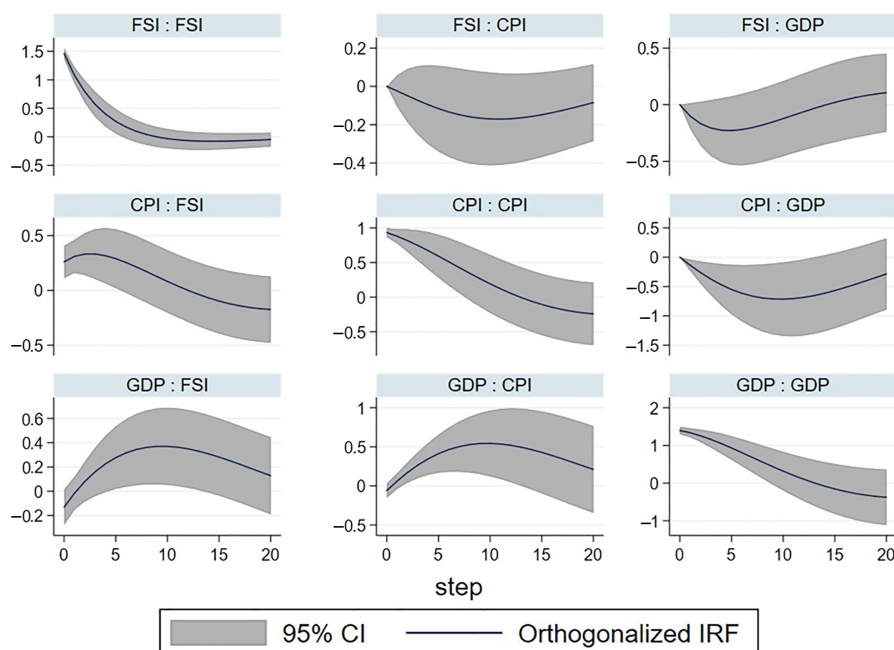 FSI : FSI
FSI : CPI
FSI : GDP
1.5
1
0.5
0
−0.5
0.2
0
−0.2
−0.4
0.5
0
−0.5
CPI : FSI
CPI : CPI
CPI : GDP
0.5
0
−0.5
1
0.5
0
−0.5
0.5
0
−0.5
−1
−1.5
GDP : FSI
GDP : CPI
GDP : GDP
0.6
0.4
0.2
0
−0.2
1
0.5
0
−0.5
2
1
0
−1
0 5 10 15 20
0 5 10 15 20
0 5 10 15 20
step
95% CI
Orthogonalized IRF